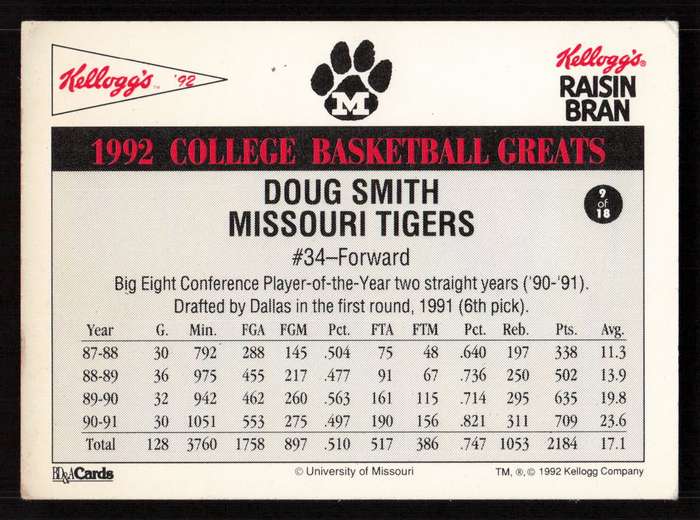 Kellogg's ™ '92
M
Kellogg's®
RAISIN
BRAN
1992 COLLEGE BASKETBALL GREATS
DOUG SMITH
MISSOURI TIGERS
9
of
18
#34–Forward
Big Eight Conference Player-of-the-Year two straight years ('90-'91).
Drafted by Dallas in the first round, 1991 (6th pick).
Year G. Min. FGA FGM Pct. FTA FTM Pct. Reb. Pts. Avg.
87-88 30 792 288 145 .504 75 48 .640 197 338 11.3
88-89 36 975 455 217 .477 91 67 .736 250 502 13.9
89-90 32 942 462 260 .563 161 115 .714 295 635 19.8
90-91 30 1051 553 275 .497 190 156 .821 311 709 23.6
Total 128 3760 1758 897 .510 517 386 .747 1053 2184 17.1
BD&A Cards
© University of Missouri
TM, ®, © 1992 Kellogg Company